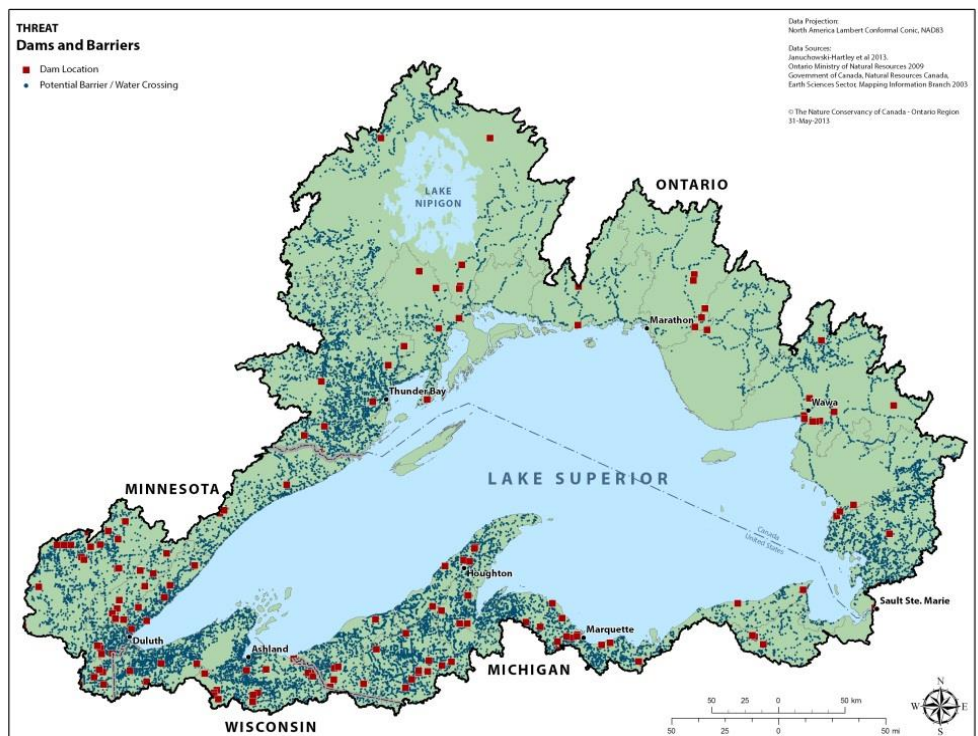 THREAT
Dams and Barriers
Dam Location
Potential Barrier / Water Crossing
Data Projection:
North America Lambert Conformal Conic, NAD83
Data Sources:
Januchowski-Hartley et al 2013.
Ontario Ministry of Natural Resources 2009
Government of Canada, Natural Resources Canada,
Earth Sciences Sector, Mapping Information Branch 2003
© The Nature Conservancy of Canada - Ontario Region
31-May-2013
ONTARIO
LAKE
NIPIGON
Marathon
Thunder Bay
Wawa
LAKE SUPERIOR
MINNESOTA
Canada
United States
Houghton
Sault Ste. Marie
Duluth
Marquette
Ashland
MICHIGAN
WISCONSIN
50 25 0 50 km
50 25 0 50 mi
N
W E
S